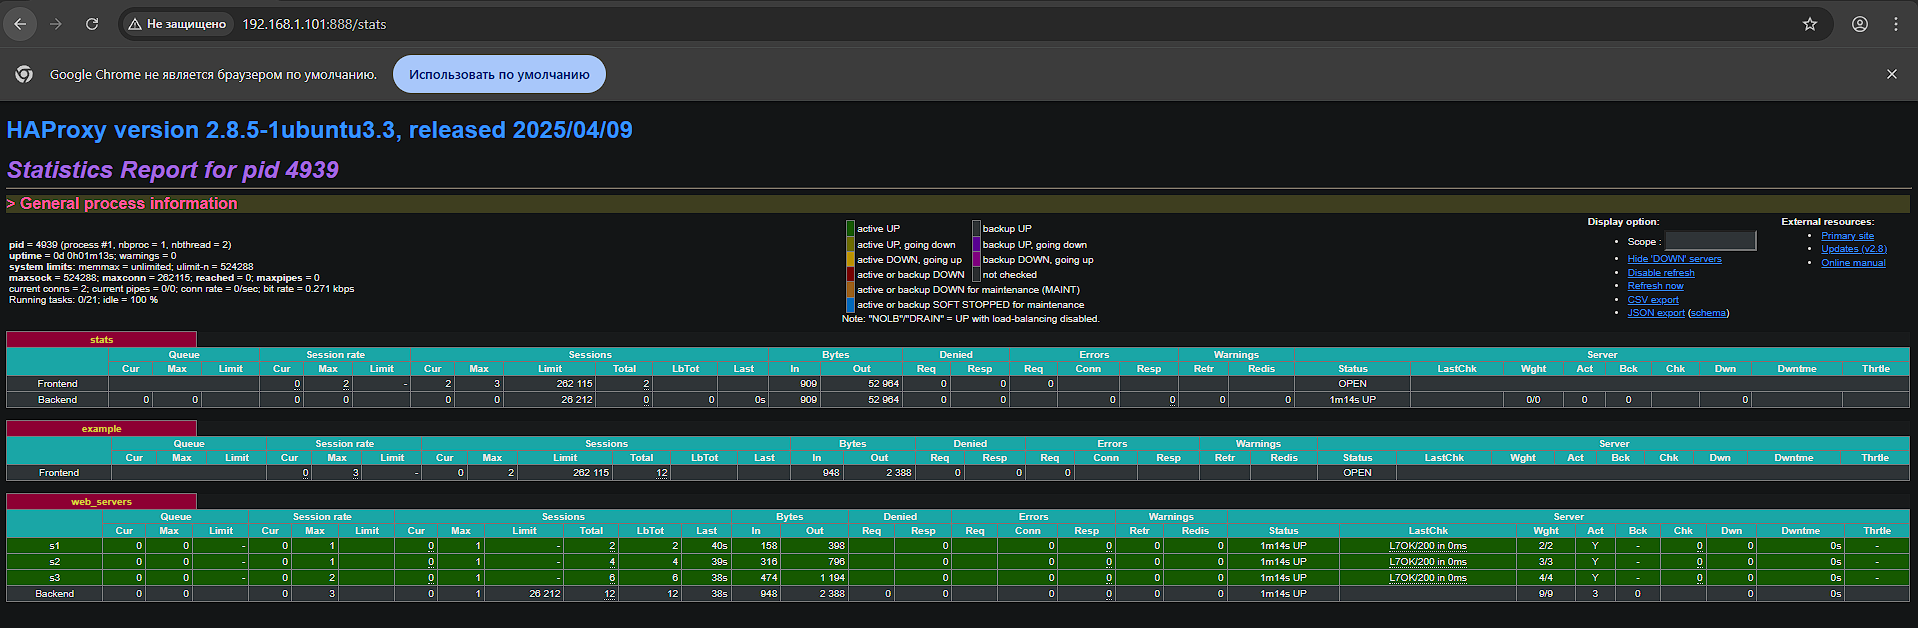 Не защищено 192.168.1.101:888/stats
Google Chrome не является браузером по умолчанию. Использовать по умолчанию
HAProxy version 2.8.5-1ubuntu3.3, released 2025/04/09
Statistics Report for pid 4939
> General process information
pid = 4939 (process #1, nbproc = 1, nbthread = 2)
uptime = 0d 0h01m13s; warnings = 0
system limits: memmax = unlimited; ulimit-n = 524288
maxsock = 524288; maxconn = 262115; reached = 0; maxpipes = 0
current conns = 2; current pipes = 0/0; conn rate = 0/sec; bit rate = 0.271 kbps
Running tasks: 0/21; idle = 100 %
active UP backup UP
active UP, going down backup UP, going down
active DOWN, going up backup DOWN, going up
active or backup DOWN not checked
active or backup DOWN for maintenance (MAINT)
active or backup SOFT STOPPED for maintenance
Note: "NOLB"/"DRAIN" = UP with load-balancing disabled.
Display option:
Scope :
Hide 'DOWN' servers
Disable refresh
Refresh now
CSV export
JSON export (schema)
External resources:
Primary site
Updates (v2.8)
Online manual
stats
Queue Session rate Sessions Bytes Denied Errors Warnings Server
Cur Max Limit Cur Max Limit Cur Max Limit Total LbTot Last In Out Req Resp Req Conn Resp Retr Redis Status LastChk Wght Act Bck Chk Dwn Dwntme Thrtle
Frontend 0 2 - 2 3 262 115 2 909 52 964 0 0 0 OPEN
Backend 0 0 0 0 0 0 26 212 0 0 0s 909 52 964 0 0 0 0 0 0 1m14s UP 0/0 0 0 0
example
Queue Session rate Sessions Bytes Denied Errors Warnings Server
Cur Max Limit Cur Max Limit Cur Max Limit Total LbTot Last In Out Req Resp Req Conn Resp Retr Redis Status LastChk Wght Act Bck Chk Dwn Dwntme Thrtle
Frontend 0 3 - 0 2 262 115 12 948 2 388 0 0 0 OPEN
web_servers
Queue Session rate Sessions Bytes Denied Errors Warnings Server
Cur Max Limit Cur Max Limit Cur Max Limit Total LbTot Last In Out Req Resp Req Conn Resp Retr Redis Status LastChk Wght Act Bck Chk Dwn Dwntme Thrtle
s1 0 0 - 0 1 0 1 - 2 2 40s 158 398 0 0 0 0 0 1m14s UP L7OK/200 in 0ms 2/2 Y - 0 0 0s -
s2 0 0 - 0 1 0 1 - 4 4 39s 316 796 0 0 0 0 0 1m14s UP L7OK/200 in 0ms 3/3 Y - 0 0 0s -
s3 0 0 - 0 2 0 1 - 6 6 38s 474 1 194 0 0 0 0 0 1m14s UP L7OK/200 in 0ms 4/4 Y - 0 0 0s -
Backend 0 0 0 3 0 1 26 212 12 12 38s 948 2 388 0 0 0 0 0 0 1m14s UP 9/9 3 0 0 0s